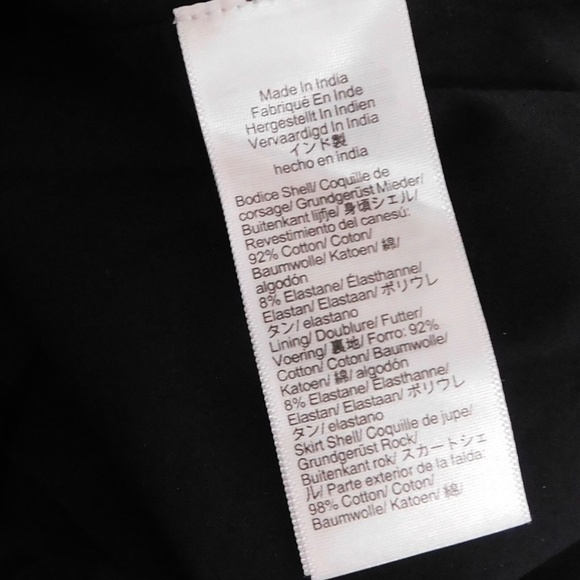 Made In India
Fabriqué En Inde
Hergestellt In Indien
Vervaardigd In India
インド製
hecho en india
Bodice Shell/ Coquille de
corsage/ Grundgerüst Mieder/
Buitenkant lijfje/ 身頃シェル/
Revestimiento del canesú:
92% Cotton/ Coton/
Baumwolle/ Katoen/ 綿/
algodón
8% Elastane/ Élasthanne/
Elastan/ Elastaan/ ポリウレ
タン/ elastano
Lining/ Doublure/ Futter/
Voering/ 裏地/ Forro: 92%
Cotton/ Coton/ Baumwolle/
Katoen/ 綿/ algodón
8% Elastane/ Élasthanne/
Elastan/ Elastaan/ ポリウレ
タン/ elastano
Skirt Shell/ Coquille de jupe/
Grundgerüst Rock/
Buitenkant rok/ スカートシェ
ル/ Parte exterior de la falda:
98% Cotton/ Coton/
Baumwolle/ Katoen/ 綿/